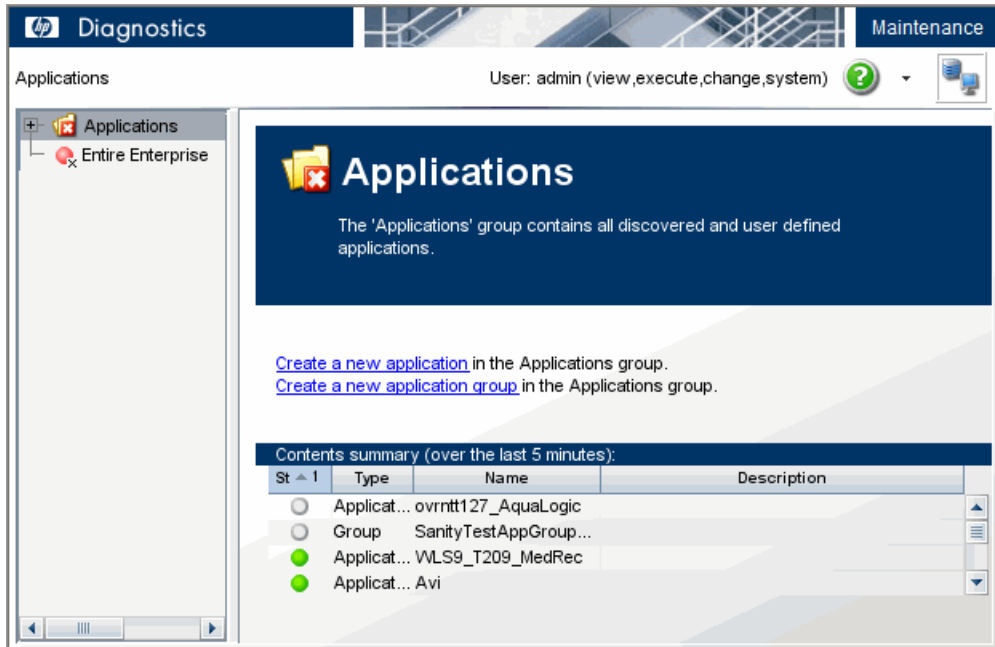 hp Diagnostics Maintenance
Applications User: admin (view,execute,change,system) ?
Applications
Entire Enterprise
Applications
The 'Applications' group contains all discovered and user defined
applications.
Create a new application in the Applications group.
Create a new application group in the Applications group.
Contents summary (over the last 5 minutes):
St 1 Type Name Description
Applicat... ovrntt127_AquaLogic
Group SanityTestAppGroup...
Applicat... WLS9_T209_MedRec
Applicat... Avi